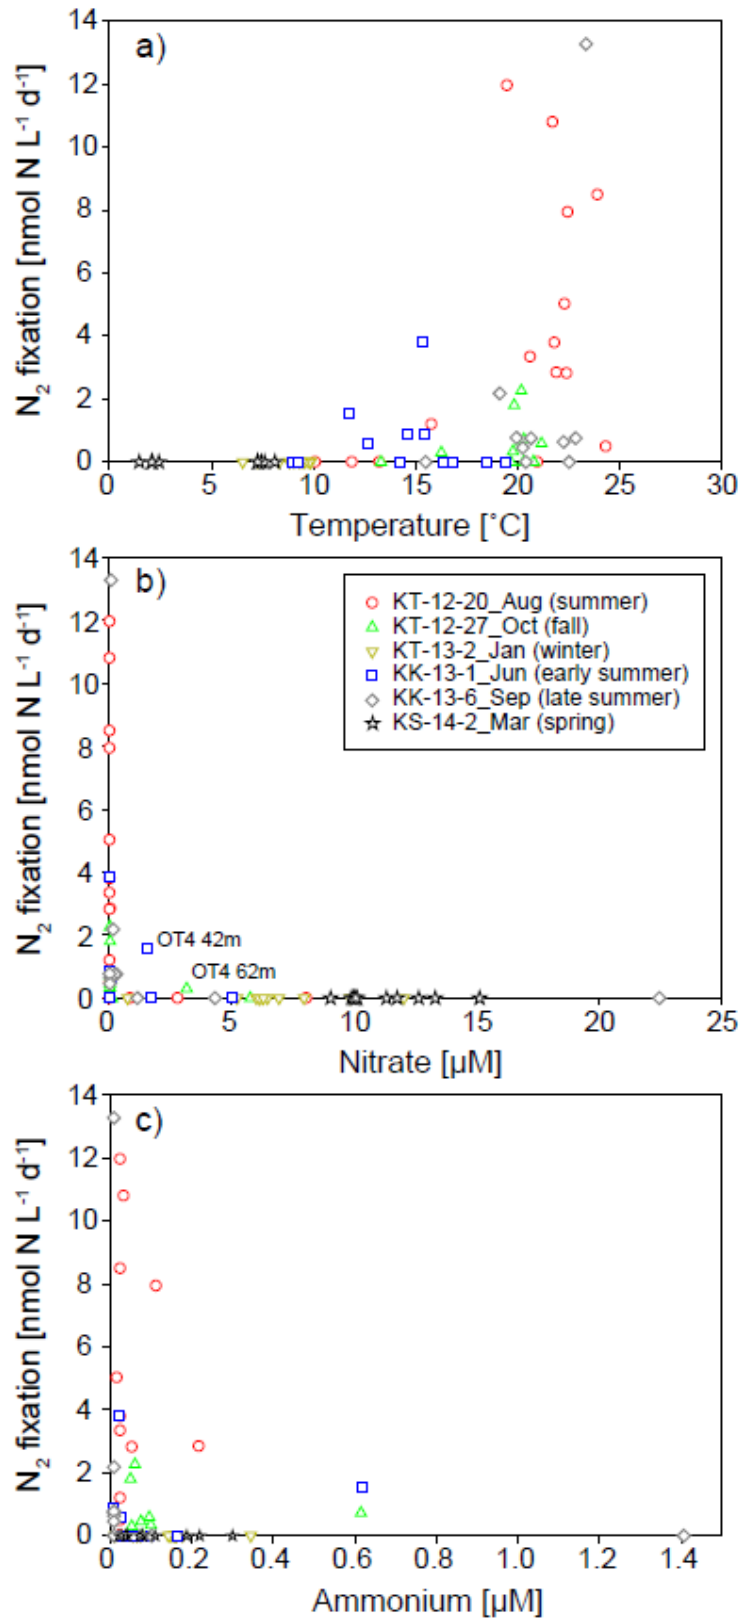 a)
14
12
10
8
6
4
2
0
N₂ fixation [nmol N L⁻¹ d⁻¹]
0 5 10 15 20 25 30
Temperature [˚C]
b)
14
12
10
8
6
4
2
0
N₂ fixation [nmol N L⁻¹ d⁻¹]
KT-12-20_Aug (summer)
KT-12-27_Oct (fall)
KT-13-2_Jan (winter)
KK-13-1_Jun (early summer)
KK-13-6_Sep (late summer)
KS-14-2_Mar (spring)
OT4 42m
OT4 62m
0 5 10 15 20 25
Nitrate [µM]
c)
14
12
10
8
6
4
2
0
N₂ fixation [nmol N L⁻¹ d⁻¹]
0 0.2 0.4 0.6 0.8 1.0 1.2 1.4
Ammonium [µM]